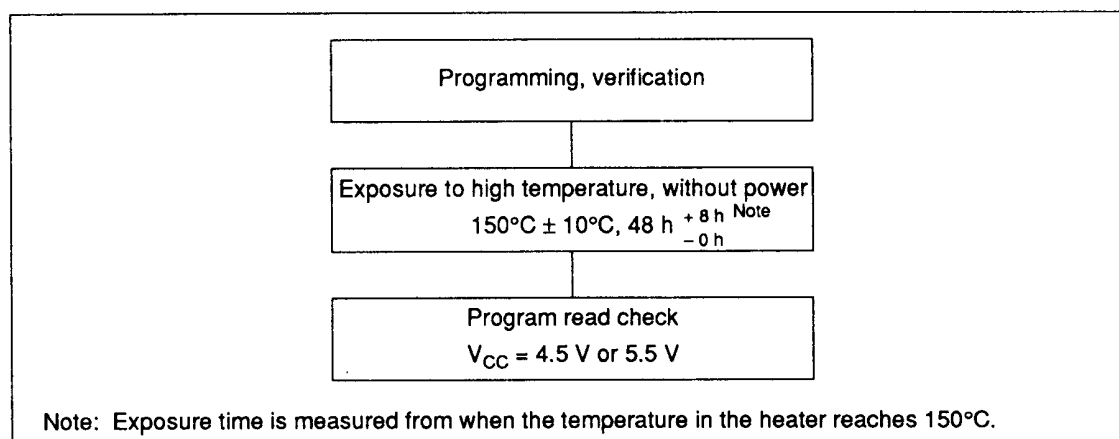 Programming, verification
Exposure to high temperature, without power
150°C ± 10°C, 48 h + 8 h Note
– 0 h
Program read check
VCC = 4.5 V or 5.5 V
Note: Exposure time is measured from when the temperature in the heater reaches 150°C.